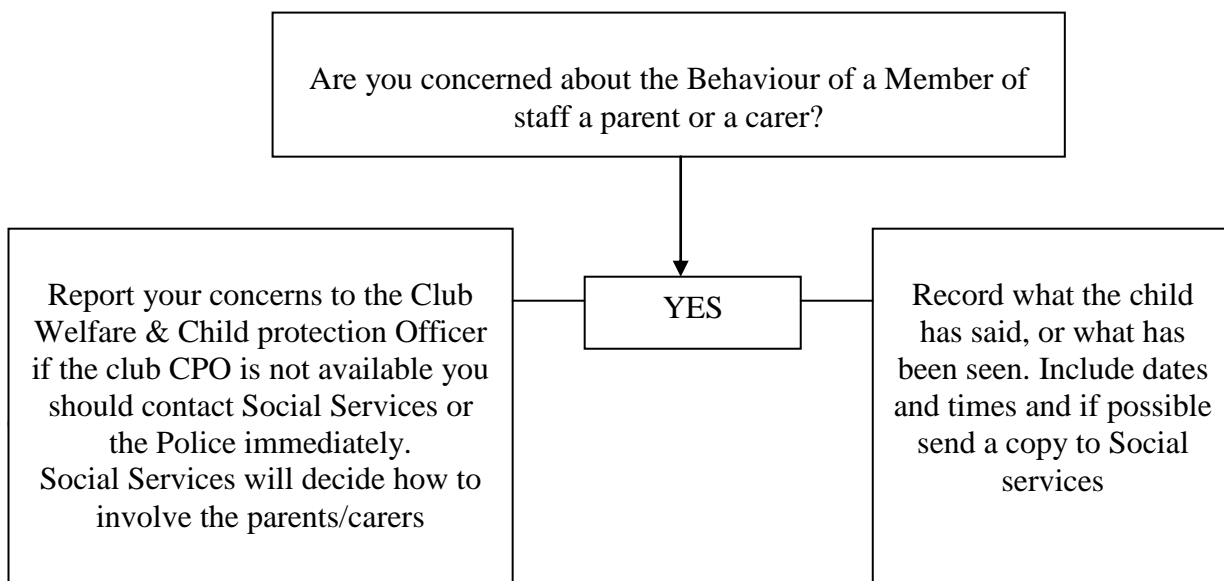 Are you concerned about the Behaviour of a Member of
staff a parent or a carer?
YES
Report your concerns to the Club
Welfare & Child protection Officer
if the club CPO is not available you
should contact Social Services or
the Police immediately.
Social Services will decide how to
involve the parents/carers
Record what the child
has said, or what has
been seen. Include dates
and times and if possible
send a copy to Social
services